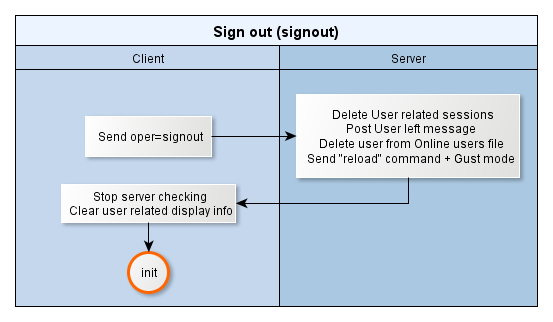 Sign out (signout)
Client
Server
Send oper=signout
Delete User related sessions
Post User left message
Delete user from Online users file
Send "reload" command + Gust mode
Stop server checking
Clear user related display info
init